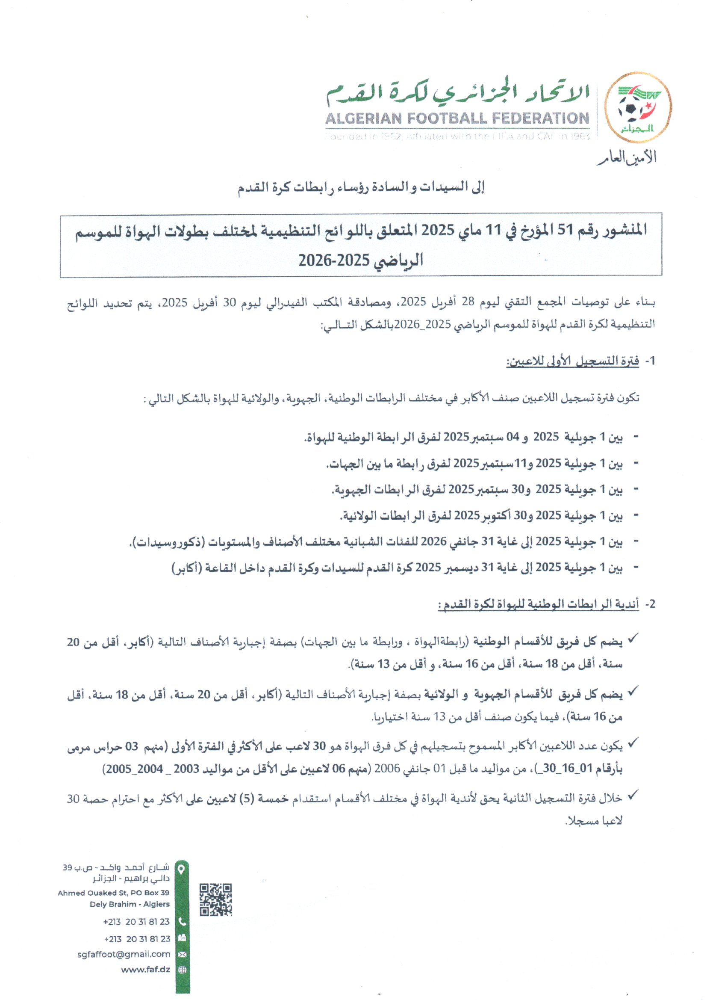 الاتحاد الجزائري لكرة القدم
ALGERIAN FOOTBALL FEDERATION
Founded in 1962, Affiliated with the FIFA and CAF in 1963
الجزائر
الأمين العام
إلى السيدات والسادة رؤساء رابطات كرة القدم
المنشور رقم 51 المؤرخ في 11 ماي 2025 المتعلق باللوائح التنظيمية لمختلف بطولات الهواة للموسم
الرياضي 2025-2026
بناء على توصيات المجمع التقني ليوم 28 أفريل 2025، ومصادقة المكتب الفيدرالي ليوم 30 أفريل 2025، يتم تحديد اللوائح
التنظيمية لكرة القدم للهواة للموسم الرياضي 2025_2026بالشكل التـالـي:
1- فترة التسجيل الأولى للاعبين:
تكون فترة تسجيل اللاعبين صنف الأكابر في مختلف الرابطات الوطنية، الجهوية، والولائية للهواة بالشكل التالي :
- بين 1 جويلية 2025 و 04 سبتمبر2025 لفرق الرابطة الوطنية للهواة.
- بين 1 جويلية 2025 و11سبتمبر2025 لفرق رابطة ما بين الجهات.
- بين 1 جويلية 2025 و30 سبتمبر2025 لفرق الرابطات الجهوية.
- بين 1 جويلية 2025 و30 أكتوبر2025 لفرق الرابطات الولائية.
- بين 1 جويلية 2025 إلى غاية 31 جانفي 2026 للفئات الشبانية مختلف الأصناف والمستويات (ذكوروسيدات).
- بين 1 جويلية 2025 إلى غاية 31 ديسمبر 2025 كرة القدم للسيدات وكرة القدم داخل القاعة (أكابر)
2- أندية الرابطات الوطنية للهواة لكرة القدم :
✓ يضم كل فريق للأقسام الوطنية (رابطةالهواة ، ورابطة ما بين الجهات) بصفة إجبارية الأصناف التالية (أكابر، أقل من 20
سنة، أقل من 18 سنة، أقل من 16 سنة، و أقل من 13 سنة).
✓ يضم كل فريق للأقسام الجهوية و الولائية بصفة إجبارية الأصناف التالية (أكابر، أقل من 20 سنة، أقل من 18 سنة، أقل
من 16 سنة)، فيما يكون صنف أقل من 13 سنة اختياريا.
✓ يكون عدد اللاعبين الأكابر المسموح بتسجيلهم في كل فرق الهواة هو 30 لاعب على الأكثر في الفترة الأولى (منهم 03 حراس مرمى
بأرقام 01_16_30_)، من مواليد ما قبل 01 جانفي 2006 (منهم 06 لاعبين على الأقل من مواليد 2003 _ 2004_2005)
✓ خلال فترة التسجيل الثانية يحق لأندية الهواة في مختلف الأقسام استقدام خمسة (5) لاعبين على الأكثر مع احترام حصة 30
لاعبا مسجلا.
شـارع أحمـد واكـد - ص.ب 39
دالـي براهيم - الجزائـر
Ahmed Ouaked St, PO Box 39
Dely Brahim - Algiers
+213 20 31 81 23
+213 20 31 81 23
sgfaffoot@gmail.com
www.faf.dz